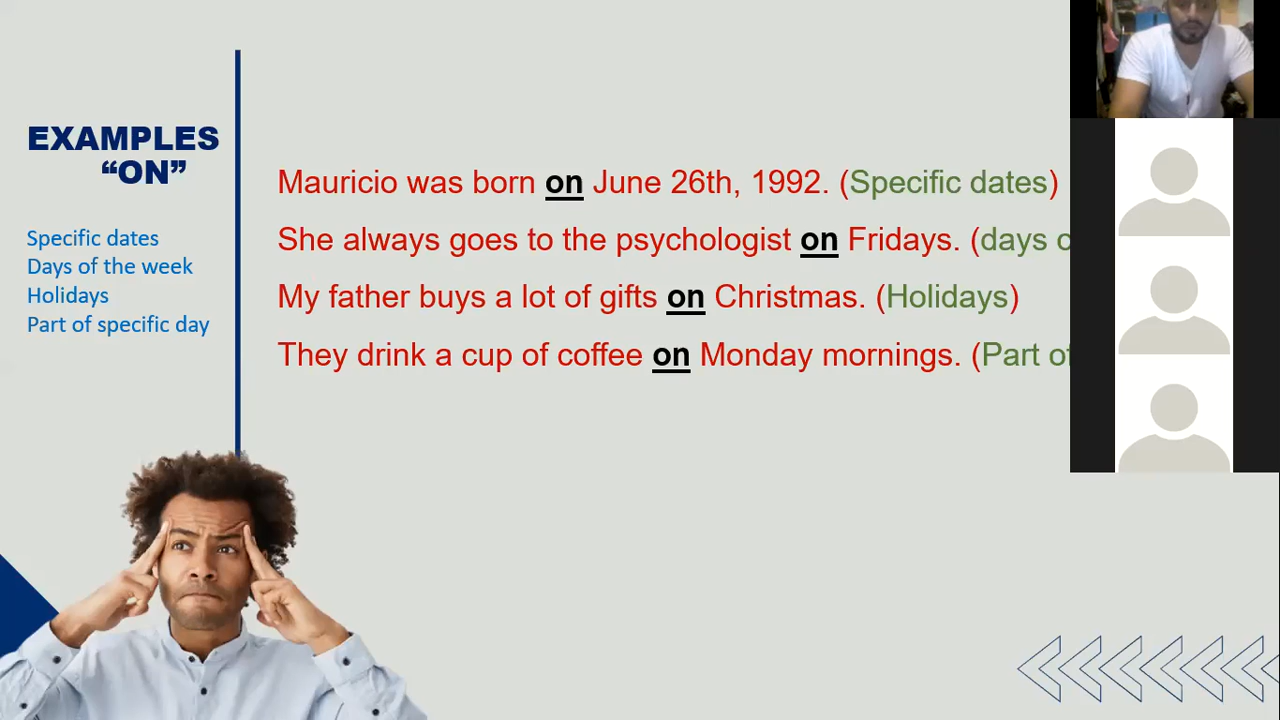 EXAMPLES
“ON”
Specific dates
Days of the week
Holidays
Part of specific day
Mauricio was born on June 26th, 1992. (Specific dates)
She always goes to the psychologist on Fridays. (days
My father buys a lot of gifts on Christmas. (Holidays)
They drink a cup of coffee on Monday mornings. (Part of